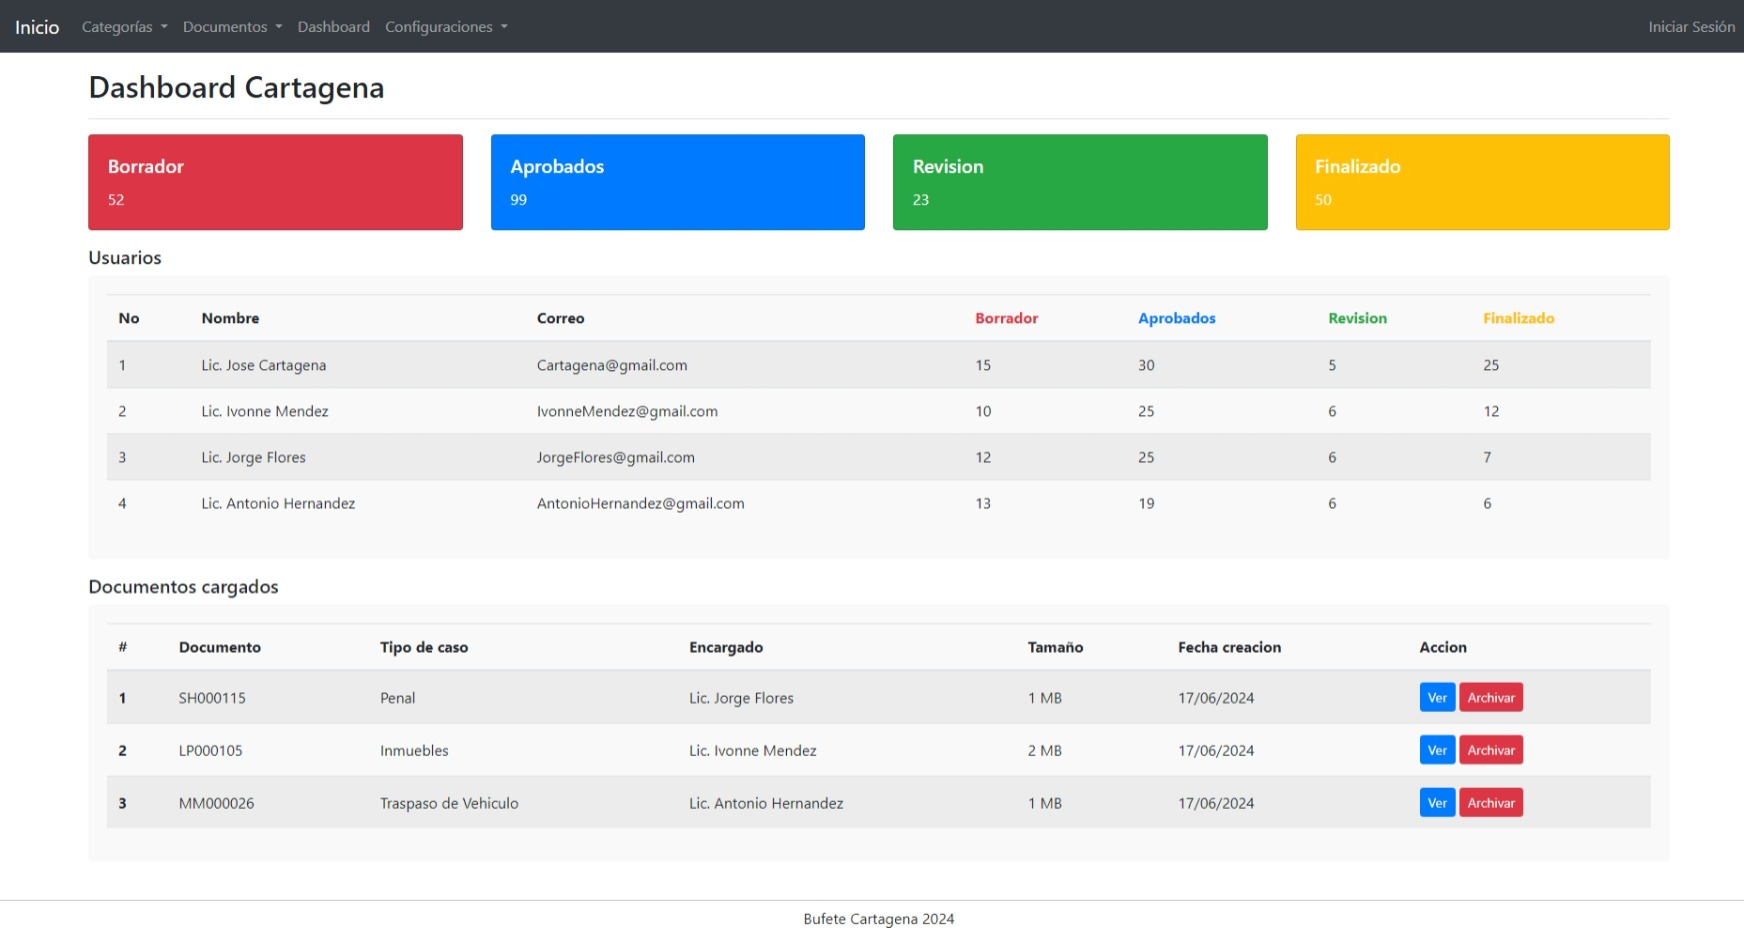 Inicio Categorías Documentos Dashboard Configuraciones Iniciar Sesión
Dashboard Cartagena
Borrador Aprobados Revision Finalizado
52 99 23 50
Usuarios
No Nombre Correo Borrador Aprobados Revision Finalizado
1 Lic. Jose Cartagena Cartagena@gmail.com 15 30 5 25
2 Lic. Ivonne Mendez IvonneMendez@gmail.com 10 25 6 12
3 Lic. Jorge Flores JorgeFlores@gmail.com 12 25 6 7
4 Lic. Antonio Hernandez AntonioHernandez@gmail.com 13 19 6 6
Documentos cargados
# Documento Tipo de caso Encargado Tamaño Fecha creacion Accion
1 SH000115 Penal Lic. Jorge Flores 1 MB 17/06/2024 Ver Archivar
2 LP000105 Inmuebles Lic. Ivonne Mendez 2 MB 17/06/2024 Ver Archivar
3 MM000026 Traspaso de Vehiculo Lic. Antonio Hernandez 1 MB 17/06/2024 Ver Archivar
Bufete Cartagena 2024